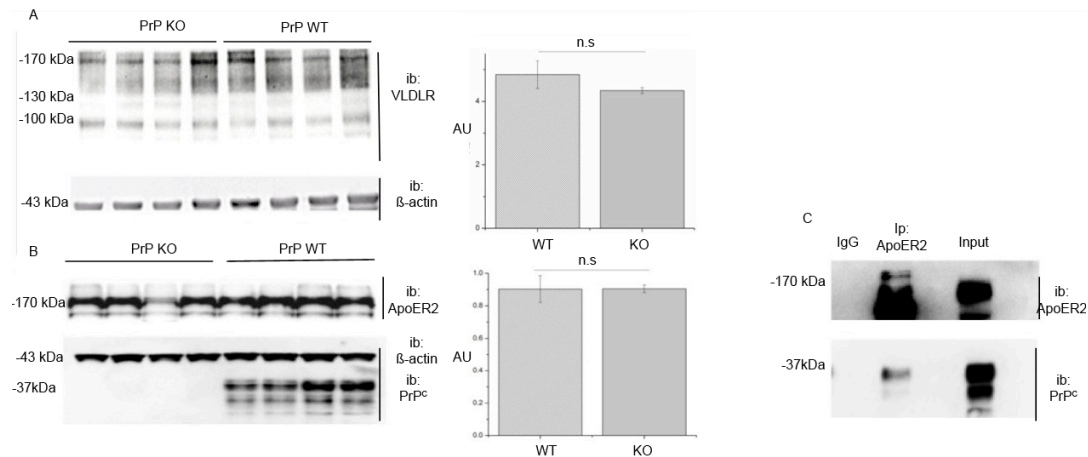 A
PrP KO
PrP WT
-170 kDa
-130 kDa
-100 kDa
ib:
VLDLR
-43 kDa
ib:
ß-actin
n.s
AU
4
2
0
WT
KO
B
PrP KO
PrP WT
-170 kDa
ib:
ApoER2
-43 kDa
ib:
ß-actin
-37kDa
ib:
PrPᶜ
n.s
AU
1.0
0.8
0.6
0.4
0.2
0.0
WT
KO
C
IgG
Ip:
ApoER2
Input
-170 kDa
ib:
ApoER2
-37kDa
ib:
PrPᶜ